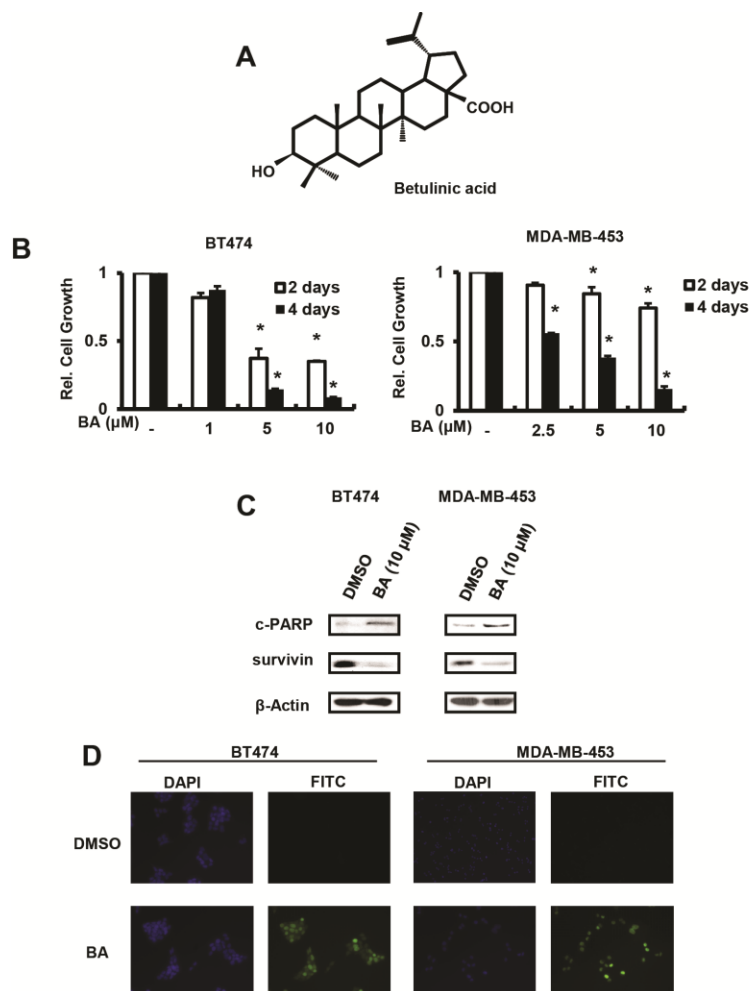 A
COOH
HO
Betulinic acid
B
BT474
MDA-MB-453
Rel. Cell Growth
1
0.5
0
2 days
4 days
*
*
*
*
BA (µM)
-
1
5
10
Rel. Cell Growth
1
0.5
0
2 days
4 days
*
*
*
*
*
BA (µM)
-
2.5
5
10
C
BT474
MDA-MB-453
DMSO
BA (10 µM)
DMSO
BA (10 µM)
c-PARP
survivin
β-Actin
D
BT474
MDA-MB-453
DAPI
FITC
DAPI
FITC
DMSO
BA